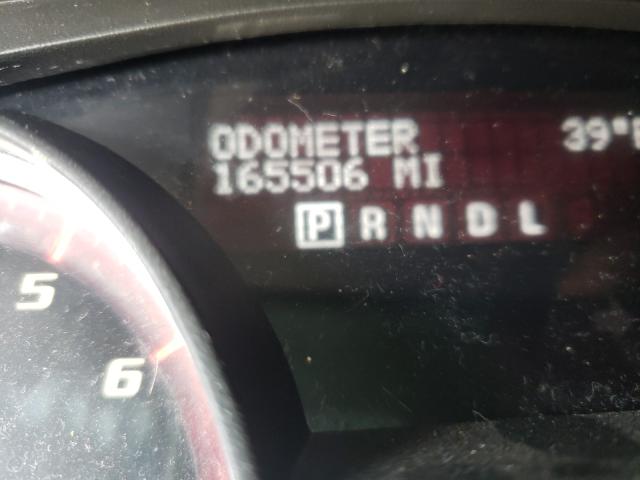 ODOMETER 39°
165506 MI
P R N D L
5
6